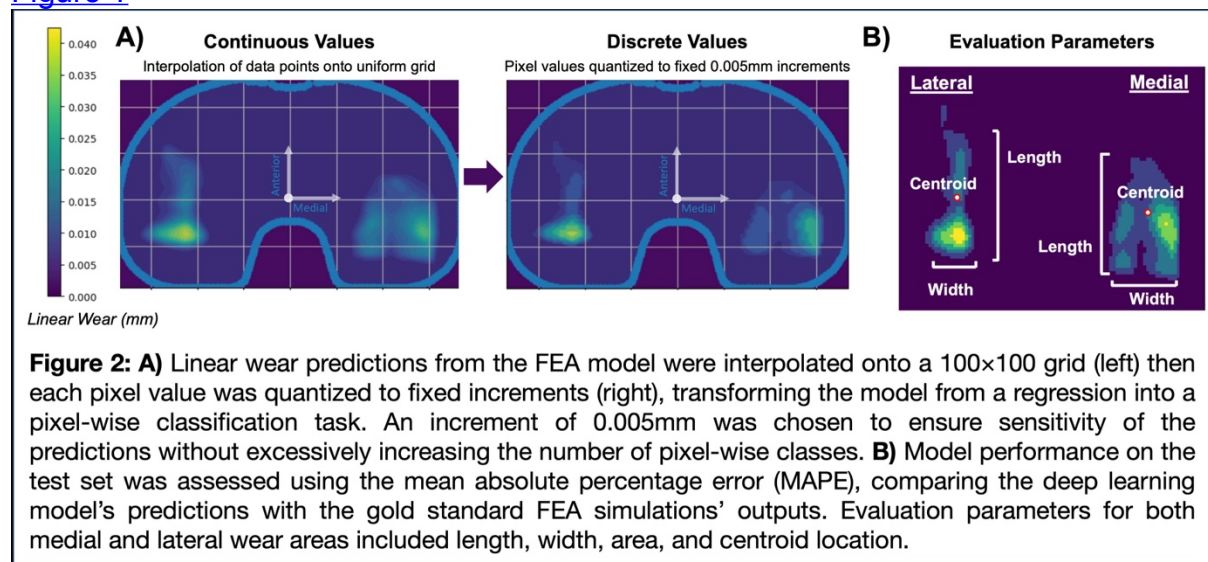 A)
Continuous Values
Interpolation of data points onto uniform grid
Discrete Values
Pixel values quantized to fixed 0.005mm increments
B)
Evaluation Parameters
0.040
0.035
0.030
0.025
0.020
0.015
0.010
0.005
0.000
Linear Wear (mm)
Anterior
Medial
Anterior
Medial
Lateral
Medial
Length
Centroid
Centroid
Length
Width
Width
Figure 2: A) Linear wear predictions from the FEA model were interpolated onto a 100×100 grid (left) then
each pixel value was quantized to fixed increments (right), transforming the model from a regression into a
pixel-wise classification task. An increment of 0.005mm was chosen to ensure sensitivity of the
predictions without excessively increasing the number of pixel-wise classes. B) Model performance on the
test set was assessed using the mean absolute percentage error (MAPE), comparing the deep learning
model’s predictions with the gold standard FEA simulations’ outputs. Evaluation parameters for both
medial and lateral wear areas included length, width, area, and centroid location.